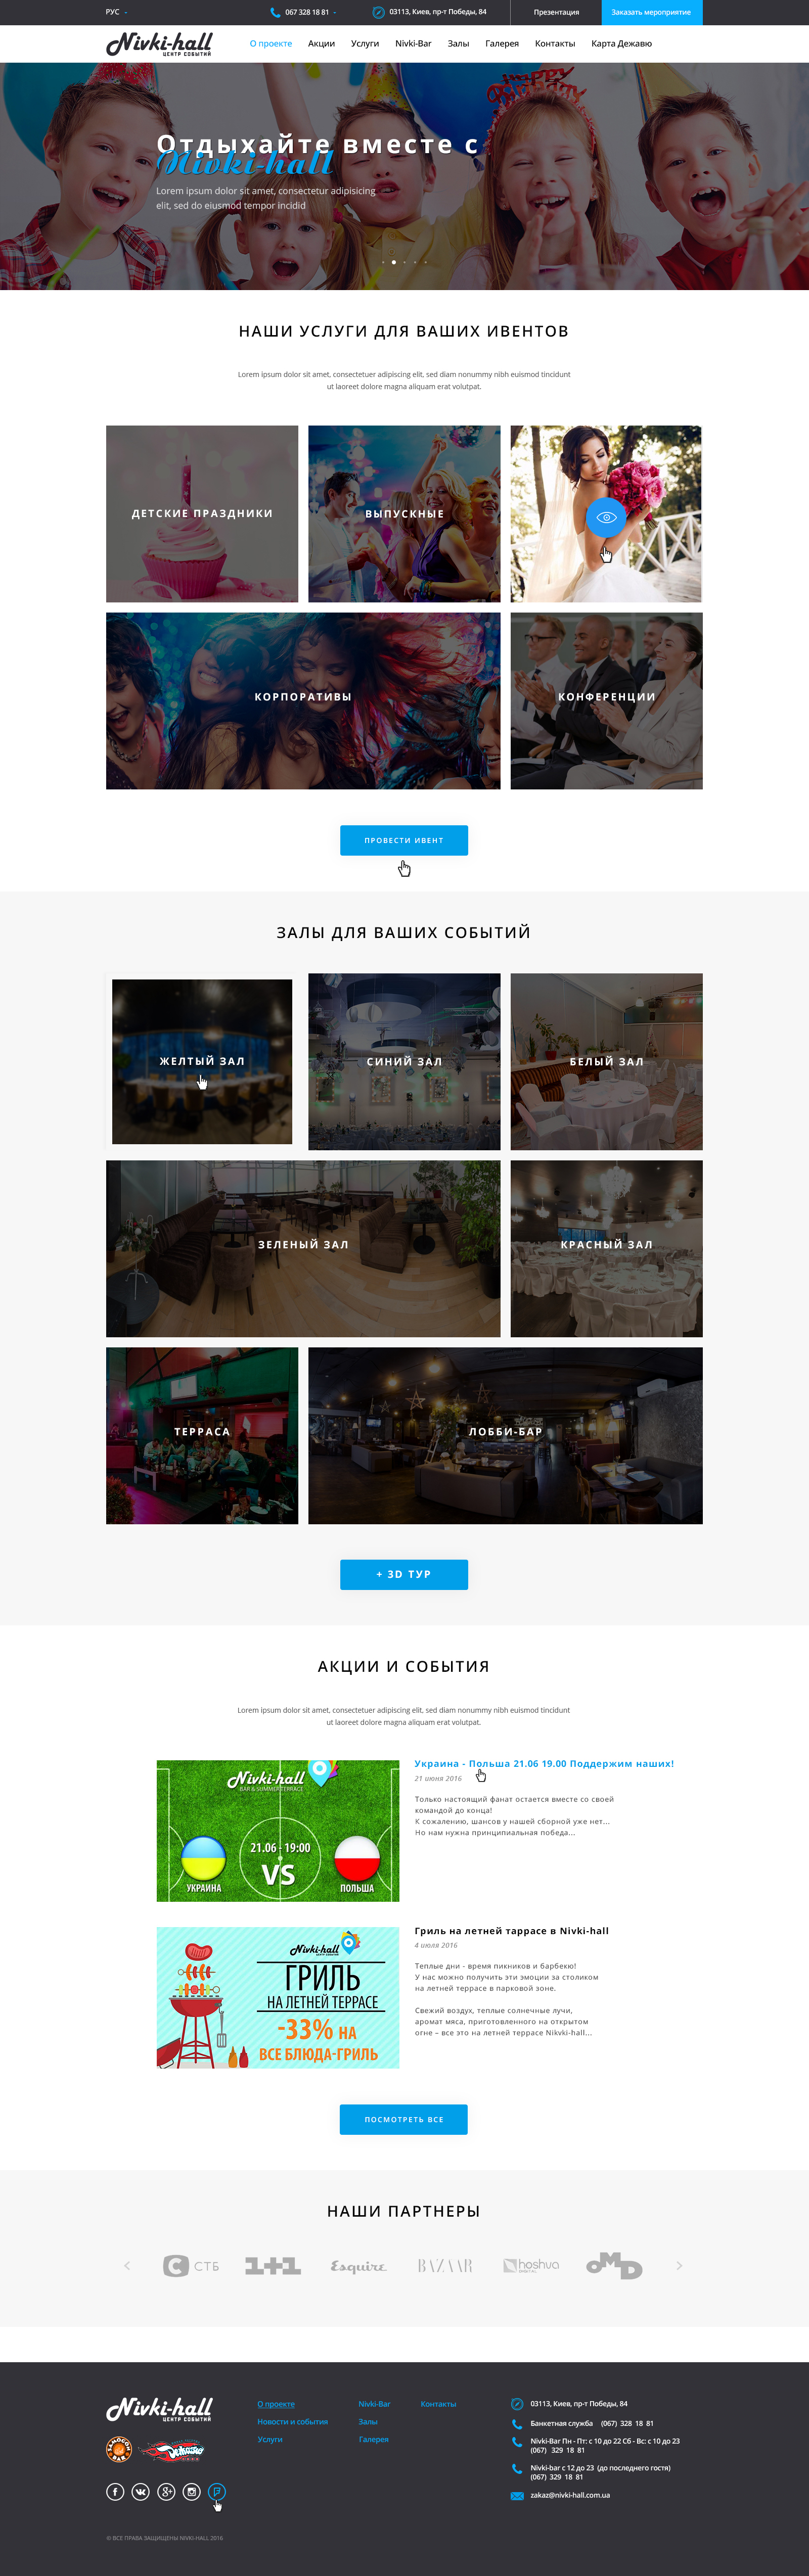 РУС
067 328 18 81
03113, Киев, пр-т Победы, 84
Презентация
Заказать мероприятие
Nivki-hall
ЦЕНТР СОБЫТИЙ
О проекте
Акции
Услуги
Nivki-Bar
Залы
Галерея
Контакты
Карта Дежавю
Отдыхайте вместе с
Nivki-hall
Lorem ipsum dolor sit amet, consectetur adipisicing
elit, sed do eiusmod tempor incidid
НАШИ УСЛУГИ ДЛЯ ВАШИХ ИВЕНТОВ
Lorem ipsum dolor sit amet, consectetuer adipiscing elit, sed diam nonummy nibh euismod tincidunt
ut laoreet dolore magna aliquam erat volutpat.
ДЕТСКИЕ ПРАЗДНИКИ
ВЫПУСКНЫЕ
КОРПОРАТИВЫ
КОНФЕРЕНЦИИ
ПРОВЕСТИ ИВЕНТ
ЗАЛЫ ДЛЯ ВАШИХ СОБЫТИЙ
ЖЕЛТЫЙ ЗАЛ
СИНИЙ ЗАЛ
БЕЛЫЙ ЗАЛ
ЗЕЛЕНЫЙ ЗАЛ
КРАСНЫЙ ЗАЛ
ТЕРРАСА
ЛОББИ-БАР
+ 3D ТУР
АКЦИИ И СОБЫТИЯ
Lorem ipsum dolor sit amet, consectetuer adipiscing elit, sed diam nonummy nibh euismod tincidunt
ut laoreet dolore magna aliquam erat volutpat.
Nivki-hall
BAR & SUMMER TERRACE
21.06 - 19:00
VS
УКРАИНА
ПОЛЬША
Украина - Польша 21.06 19.00 Поддержим наших!
21 июня 2016
Только настоящий фанат остается вместе со своей
командой до конца!
К сожалению, шансов у нашей сборной уже нет...
Но нам нужна принципиальная победа...
Nivki-hall
ЦЕНТР СОБЫТИЙ
ГРИЛЬ
НА ЛЕТНЕЙ ТЕРРАСЕ
-33% НА
ВСЕ БЛЮДА-ГРИЛЬ
Гриль на летней таррасе в Nivki-hall
4 июля 2016
Теплые дни - время пикников и барбекю!
У нас можно получить эти эмоции за столиком
на летней террасе в парковой зоне.
Свежий воздух, теплые солнечные лучи,
аромат мяса, приготовленного на открытом
огне – все это на летней террасе Nikvki-hall...
ПОСМОТРЕТЬ ВСЕ
НАШИ ПАРТНЕРЫ
СТБ
1+1
Esquire
BAZAAR
hoshva
DIGITAL
OMD
Nivki-hall
ЦЕНТР СОБЫТИЙ
О проекте
Новости и события
Услуги
Nivki-Bar
Залы
Галерея
Контакты
03113, Киев, пр-т Победы, 84
Банкетная служба (067) 328 18 81
Nivki-Bar Пн - Пт: с 10 до 22 Сб - Вс: с 10 до 23
(067) 329 18 81
Nivki-bar с 12 до 23 (до последнего гостя)
(067) 329 18 81
zakaz@nivki-hall.com.ua
© ВСЕ ПРАВА ЗАЩИЩЕНЫ NIVKI-HALL 2016